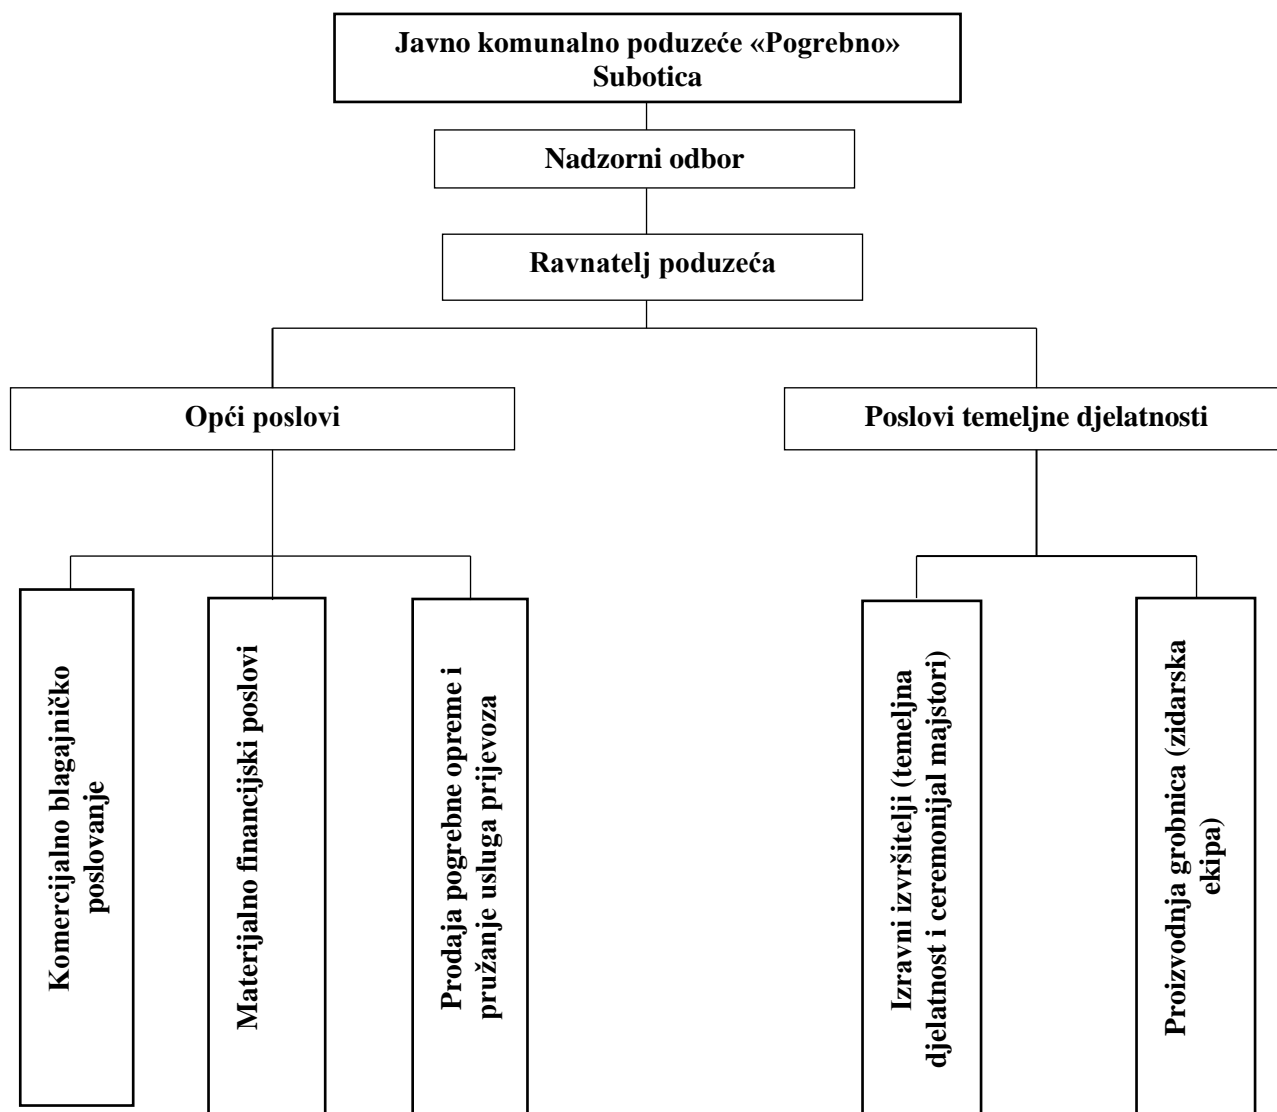 Javno komunalno poduzeće «Pogrebno»
Subotica
Nadzorni odbor
Ravnatelj poduzeća
Opći poslovi
Poslovi temeljne djelatnosti
Komercijalno blagajničko
poslovanje
Materijalno financijski poslovi
Prodaja pogrebne opreme i
pružanje usluga prijevoza
Izravni izvršitelji (temeljna
djelatnost i ceremonijal majstori)
Proizvodnja grobnica (zidarska
ekipa)